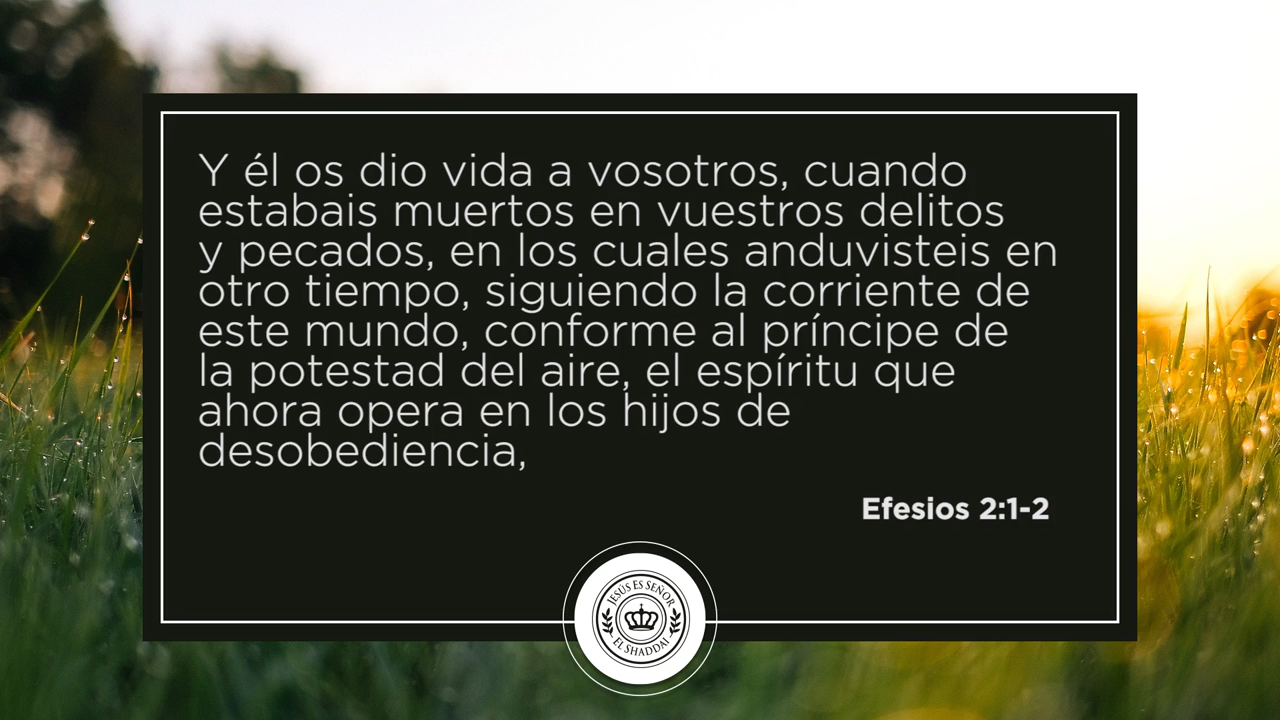 Y él os dio vida a vosotros, cuando
estabais muertos en vuestros delitos
y pecados, en los cuales anduvisteis en
otro tiempo, siguiendo la corriente de
este mundo, conforme al príncipe de
la potestad del aire, el espíritu que
ahora opera en los hijos de
desobediencia,
Efesios 2:1-2
JESÚS ES SEÑOR
EL SHADDAI